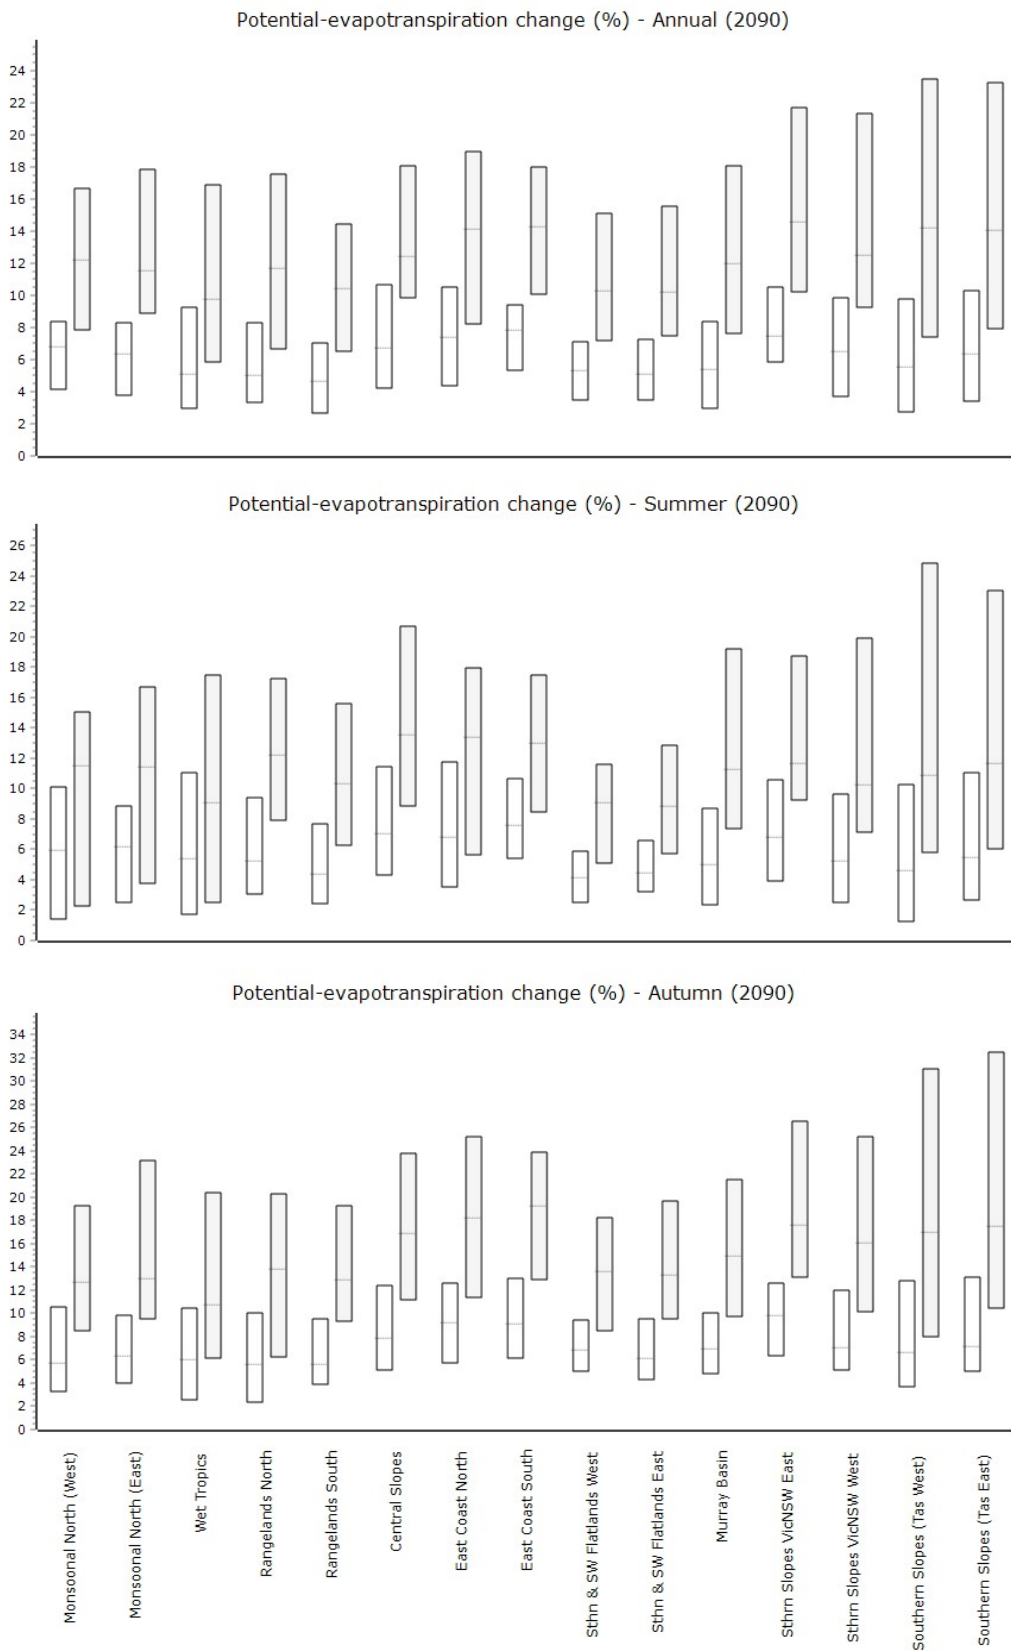 Potential-evapotranspiration change (%) - Annual (2090)
24
22
20
18
16
14
12
10
8
6
4
2
0
Potential-evapotranspiration change (%) - Summer (2090)
26
24
22
20
18
16
14
12
10
8
6
4
2
0
Potential-evapotranspiration change (%) - Autumn (2090)
34
32
30
28
26
24
22
20
18
16
14
12
10
8
6
4
2
0
Monsoonal North (West)
Monsoonal North (East)
Wet Tropics
Rangelands North
Rangelands South
Central Slopes
East Coast North
East Coast South
Sthn & SW Flatlands West
Sthn & SW Flatlands East
Murray Basin
Sthrn Slopes VicNSW East
Sthrn Slopes VicNSW West
Southern Slopes (Tas West)
Southern Slopes (Tas East)